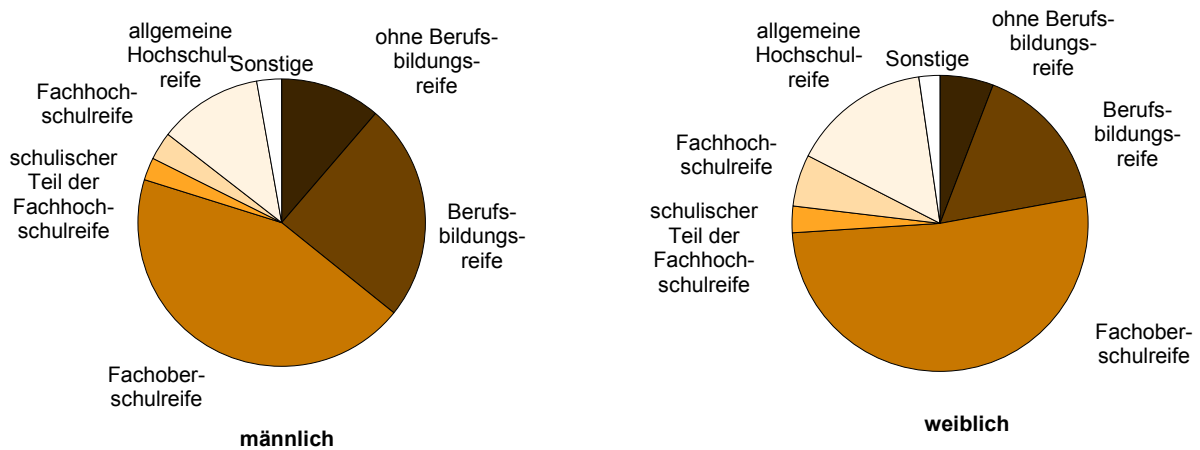 allgemeine
Hochschul-
reife
Sonstige
ohne Berufs-
bildungs-
reife
Fachhoch-
schulreife
schulischer
Teil der
Fachhoch-
schulreife
Berufs-
bildungs-
reife
Fachober-
schulreife
männlich
allgemeine
Hochschul-
reife
Sonstige
ohne Berufs-
bildungs-
reife
Berufs-
bildungs-
reife
Fachhoch-
schulreife
schulischer
Teil der
Fachhoch-
schulreife
Fachober-
schulreife
weiblich